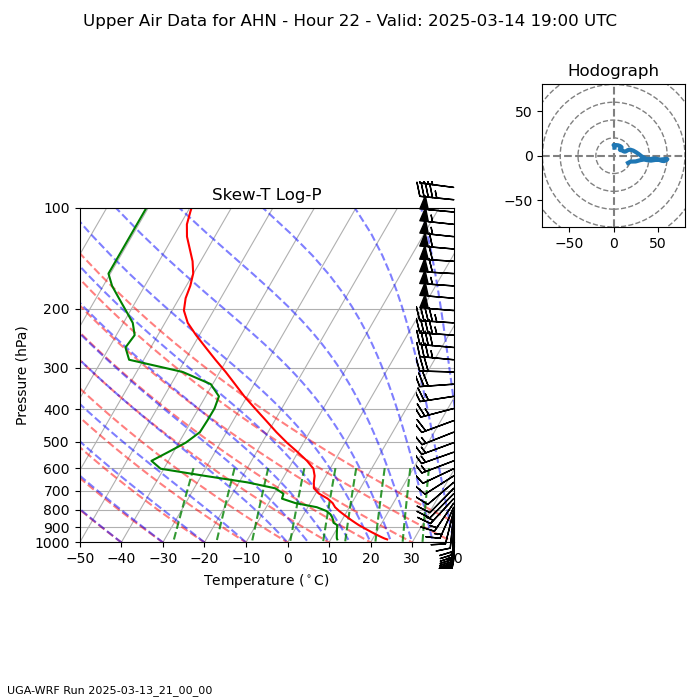 Upper Air Data for AHN - Hour 22 - Valid: 2025-03-14 19:00 UTC
Hodograph
50
0
−50
−50 0 50
Skew-T Log-P
100
200
300
400
500
600
700
800
900
1000
Pressure (hPa)
−50 −40 −30 −20 −10 0 10 20 30
Temperature (°C)
UGA-WRF Run 2025-03-13_21_00_00